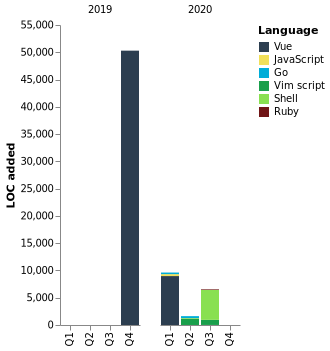 2019 2020
Language
Vue
JavaScript
Go
Vim script
Shell
Ruby
LOC added
55,000
50,000
45,000
40,000
35,000
30,000
25,000
20,000
15,000
10,000
5,000
0
Q1 Q2 Q3 Q4 Q1 Q2 Q3 Q4